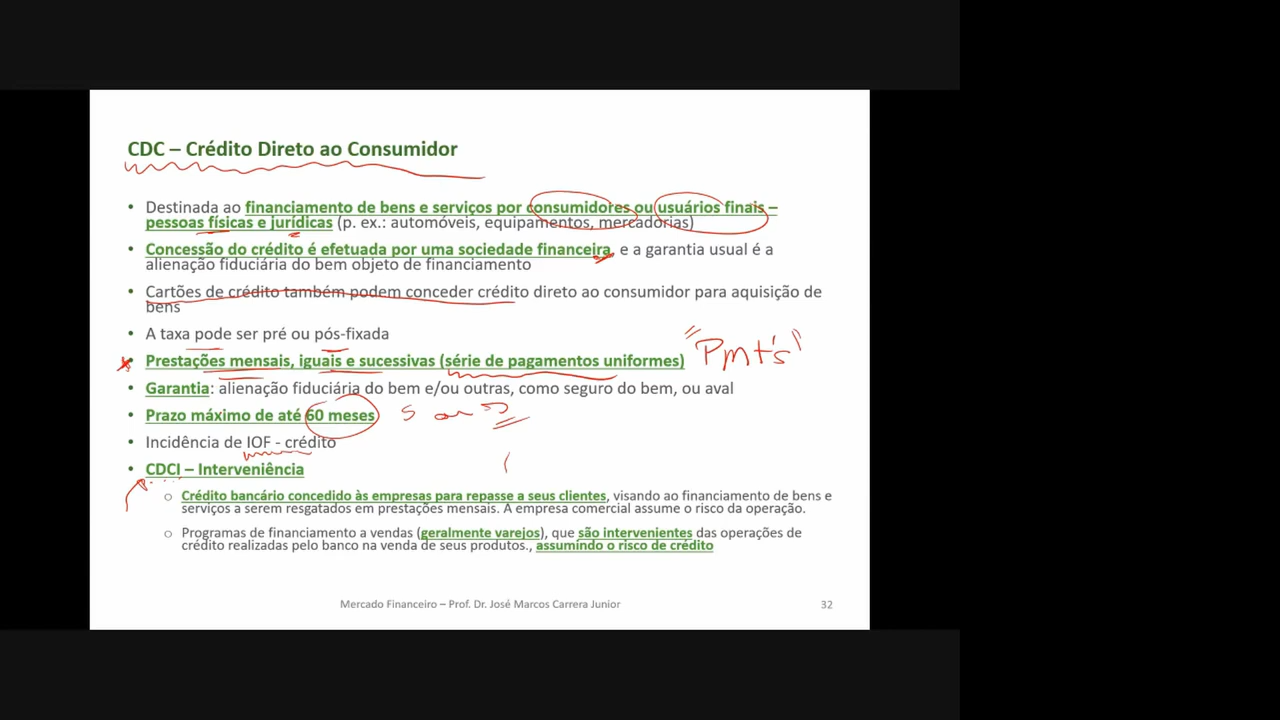 CDC – Crédito Direto ao Consumidor
• Destinada ao financiamento de bens e serviços por consumidores ou usuários finais –
pessoas físicas e jurídicas (p. ex.: automóveis, equipamentos, mercadorias)
• Concessão do crédito é efetuada por uma sociedade financeira, e a garantia usual é a
alienação fiduciária do bem objeto de financiamento
• Cartões de crédito também podem conceder crédito direto ao consumidor para aquisição de
bens
• A taxa pode ser pré ou pós-fixada
• Prestações mensais, iguais e sucessivas (série de pagamentos uniformes) "Pmt's"
• Garantia: alienação fiduciária do bem e/ou outras, como seguro do bem, ou aval
• Prazo máximo de até 60 meses
• Incidência de IOF - crédito
• CDCI – Interveniência
○ Crédito bancário concedido às empresas para repasse a seus clientes, visando ao financiamento de bens e
serviços a serem resgatados em prestações mensais. A empresa comercial assume o risco da operação.
○ Programas de financiamento a vendas (geralmente varejos), que são intervenientes das operações de
crédito realizadas pelo banco na venda de seus produtos., assumindo o risco de crédito
Mercado Financeiro – Prof. Dr. José Marcos Carrera Junior 32